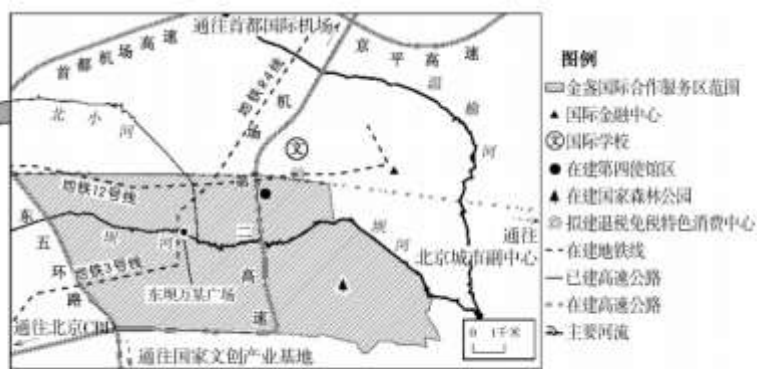 通往首都国际机场
首都机场高速
京平高速
温榆河
地铁R4线
机
北小河
文
第
地铁12号线
东五环路
坝河
二
坝河
通往
北京城市副中心
地铁3号线
高
东坝万某广场
速
通往北京CBD
通往国家文创产业基地
0 1千米
图例
金盏国际合作服务区范围
国际金融中心
文 国际学校
在建第四使馆区
在建国家森林公园
拟建退税免税特色消费中心
在建地铁线
已建高速公路
在建高速公路
主要河流